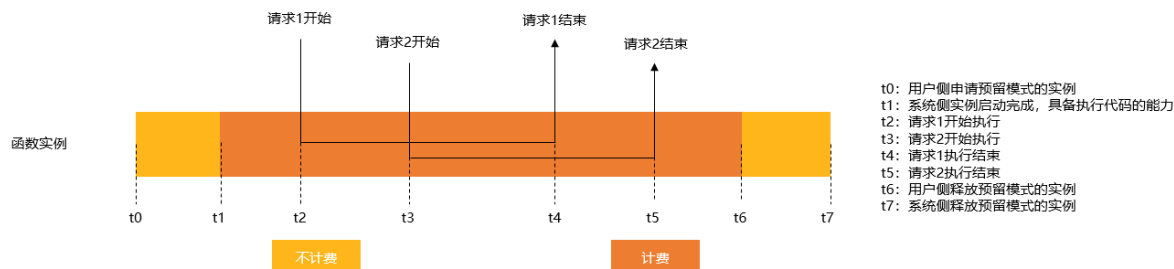 请求1开始
请求1结束
请求2开始
请求2结束
函数实例
t0
t1
t2
t3
t4
t5
t6
t7
不计费
计费
t0：用户侧申请预留模式的实例
t1：系统侧实例启动完成，具备执行代码的能力
t2：请求1开始执行
t3：请求2开始执行
t4：请求1执行结束
t5：请求2执行结束
t6：用户侧释放预留模式的实例
t7：系统侧释放预留模式的实例